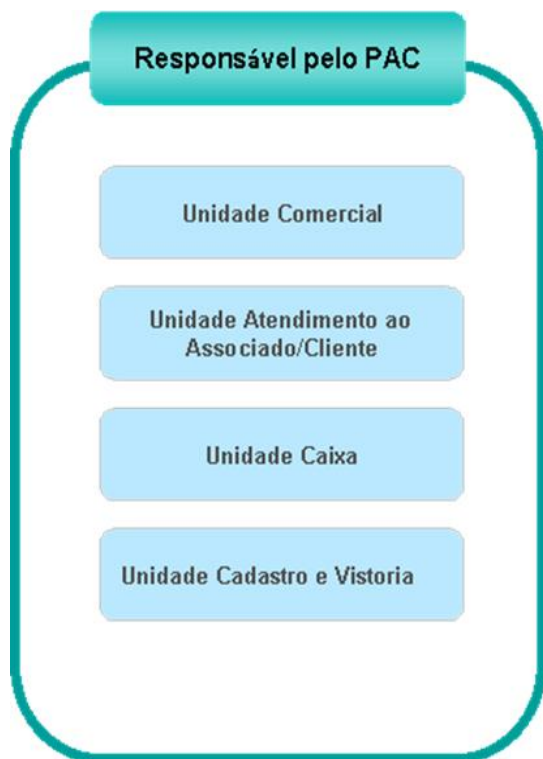 Responsável pelo PAC
Unidade Comercial
Unidade Atendimento ao
Associado/Cliente
Unidade Caixa
Unidade Cadastro e Vistoria